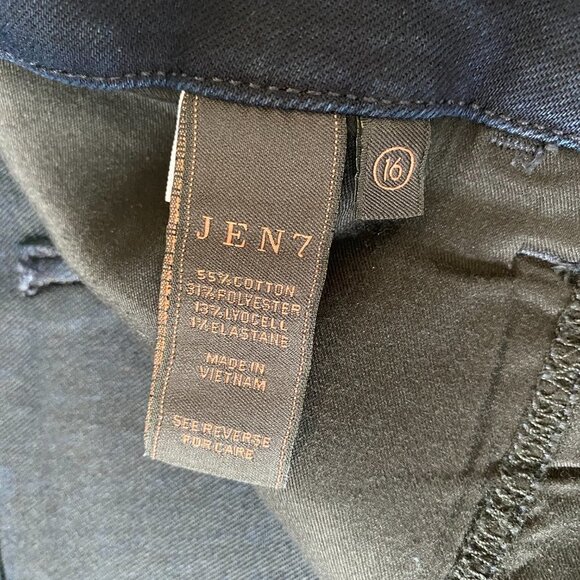 16
JEN7
55% COTTON
31% POLYESTER
13% LYOCELL
1% ELASTANE
MADE IN
VIETNAM
SEE REVERSE
FOR CARE